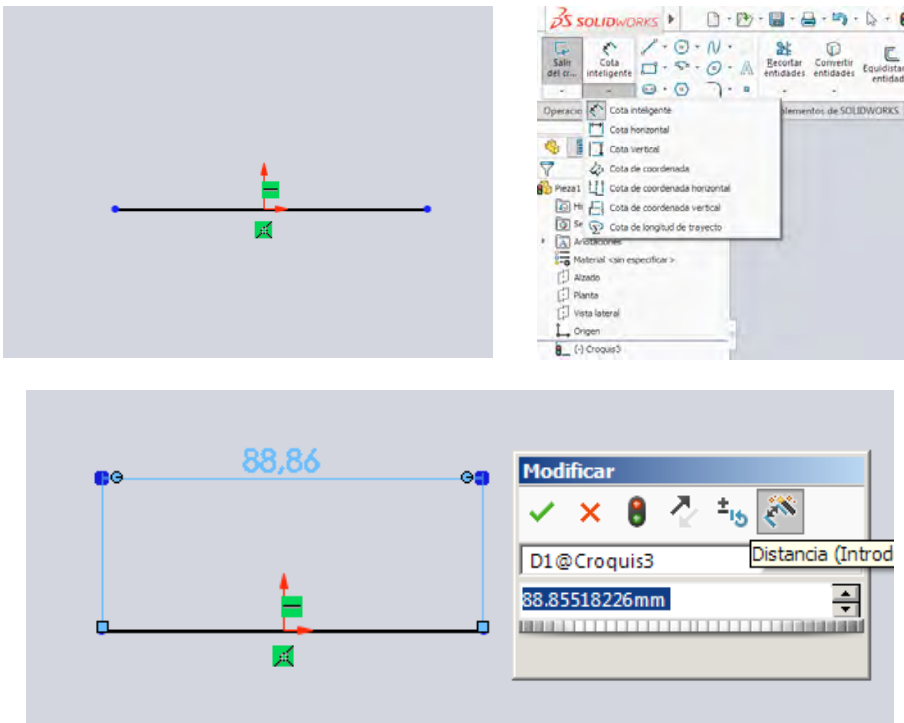 SOLIDWORKS
Salir del cr...
Cota inteligente
Recortar entidades
Convertir entidades
Equidistar entidad
Operacio
plementos de SOLIDWORKS
Cota inteligente
Cota horizontal
Cota vertical
Cota de coordenada
Cota de coordenada horizontal
Cota de coordenada vertical
Cota de longitud de trayecto
Pieza1
Hi
Se
Anotaciones
Material <sin especificar>
Alzado
Planta
Vista lateral
Origen
(-) Croquis3
88,86
Modificar
Distancia (Introd
D1@Croquis3
88.85518226mm